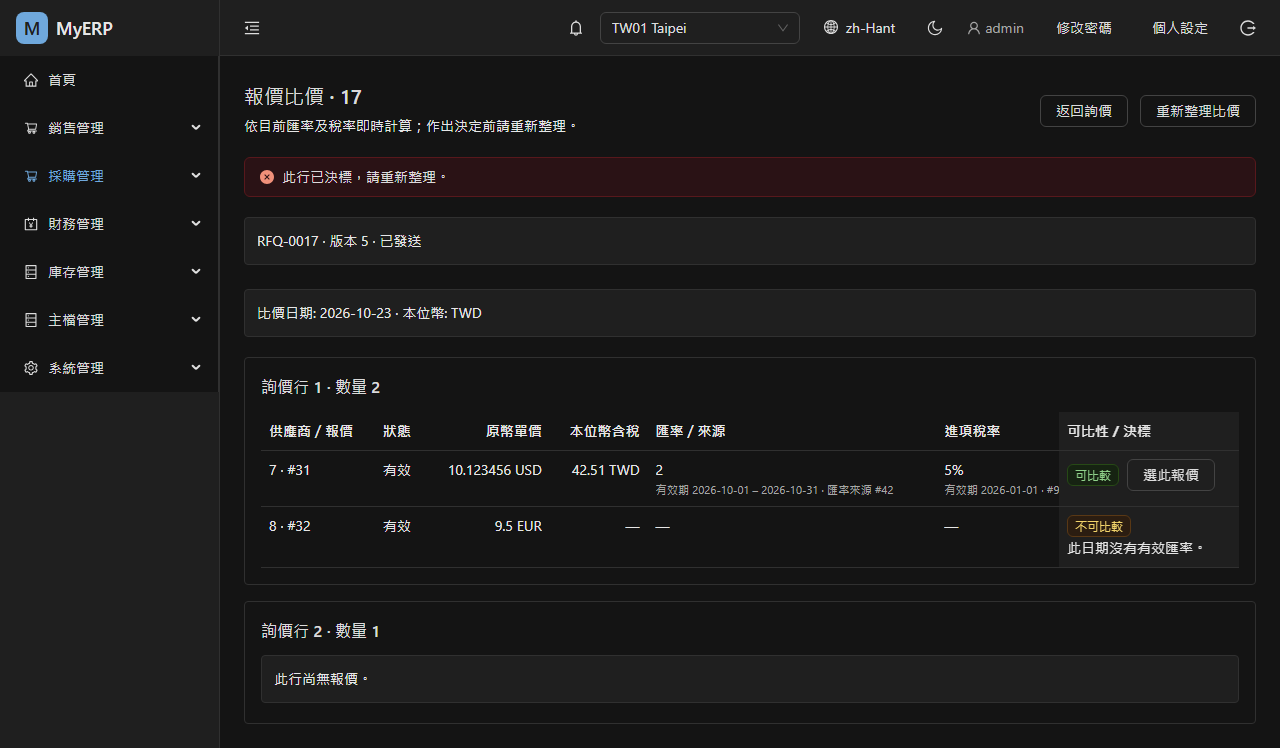 M MyERP
TW01 Taipei
zh-Hant
admin
修改密碼
個人設定
首頁
銷售管理
採購管理
財務管理
庫存管理
主檔管理
系統管理
報價比價 · 17
依目前匯率及稅率即時計算；作出決定前請重新整理。
返回詢價
重新整理比價
此行已決標，請重新整理。
RFQ-0017 · 版本 5 · 已發送
比價日期: 2026-10-23 · 本位幣: TWD
詢價行 1 · 數量 2
供應商 / 報價 狀態 原幣單價 本位幣含稅 匯率 / 來源 進項稅率 可比性 / 決標
7 · #31 有效 10.123456 USD 42.51 TWD 2 5% 可比較 選此報價
有效期 2026-10-01 – 2026-10-31 · 匯率來源 #42 有效期 2026-01-01 · #9
8 · #32 有效 9.5 EUR — — — 不可比較
此日期沒有有效匯率。
詢價行 2 · 數量 1
此行尚無報價。